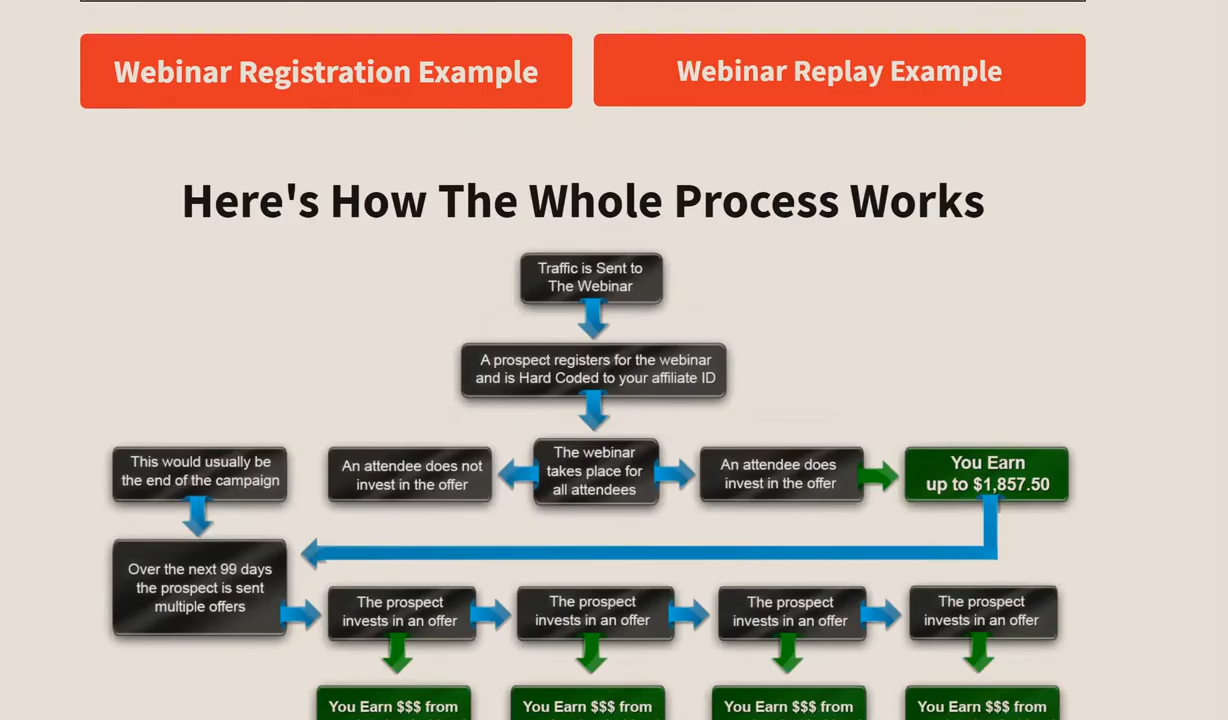 Webinar Registration Example
Webinar Replay Example
Here's How The Whole Process Works
Traffic is Sent to
The Webinar
A prospect registers for the webinar
and is Hard Coded to your affiliate ID
This would usually be
the end of the campaign
An attendee does not
invest in the offer
The webinar
takes place for
all attendees
An attendee does
invest in the offer
You Earn
up to $1,857.50
Over the next 99 days
the prospect is sent
multiple offers
The prospect
invests in an offer
The prospect
invests in an offer
The prospect
invests in an offer
The prospect
invests in an offer
You Earn $$$ from
You Earn $$$ from
You Earn $$$ from
You Earn $$$ from